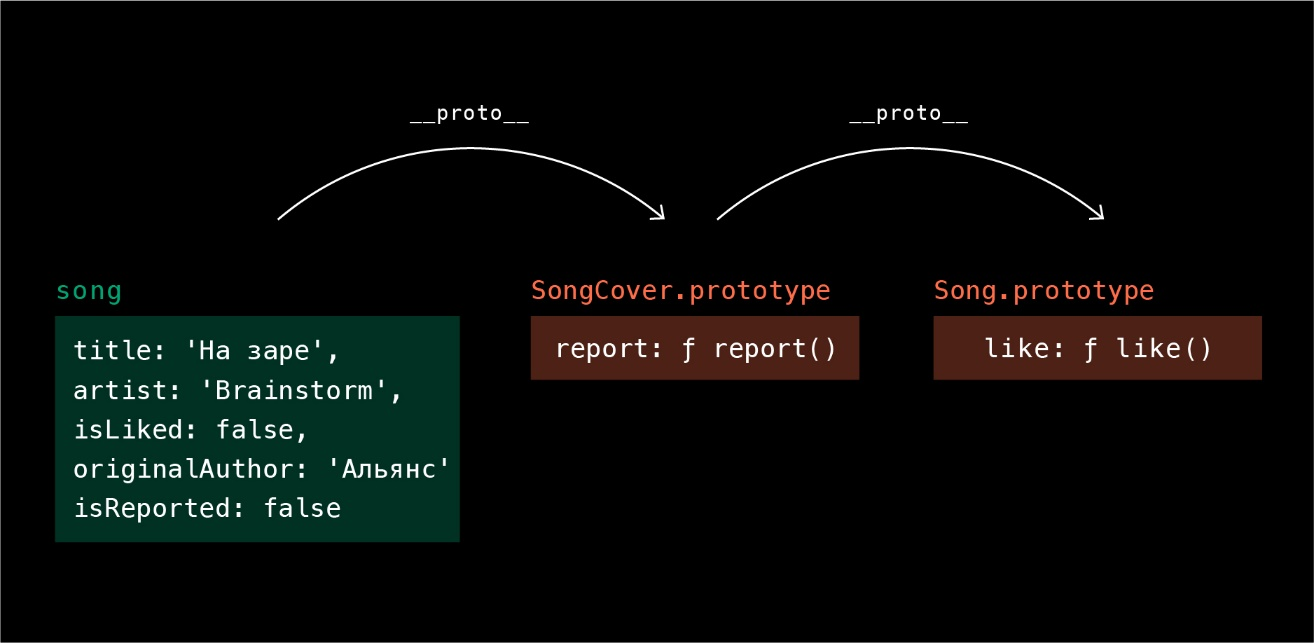 __proto__ __proto__
song
title: 'На заре',
artist: 'Brainstorm',
isLiked: false,
originalAuthor: 'Альянс'
isReported: false
SongCover.prototype
report: ƒ report()
Song.prototype
like: ƒ like()